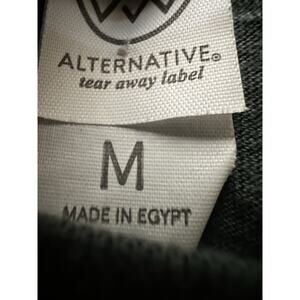 ALTERNATIVE®
tear away label
M
MADE IN EGYPT